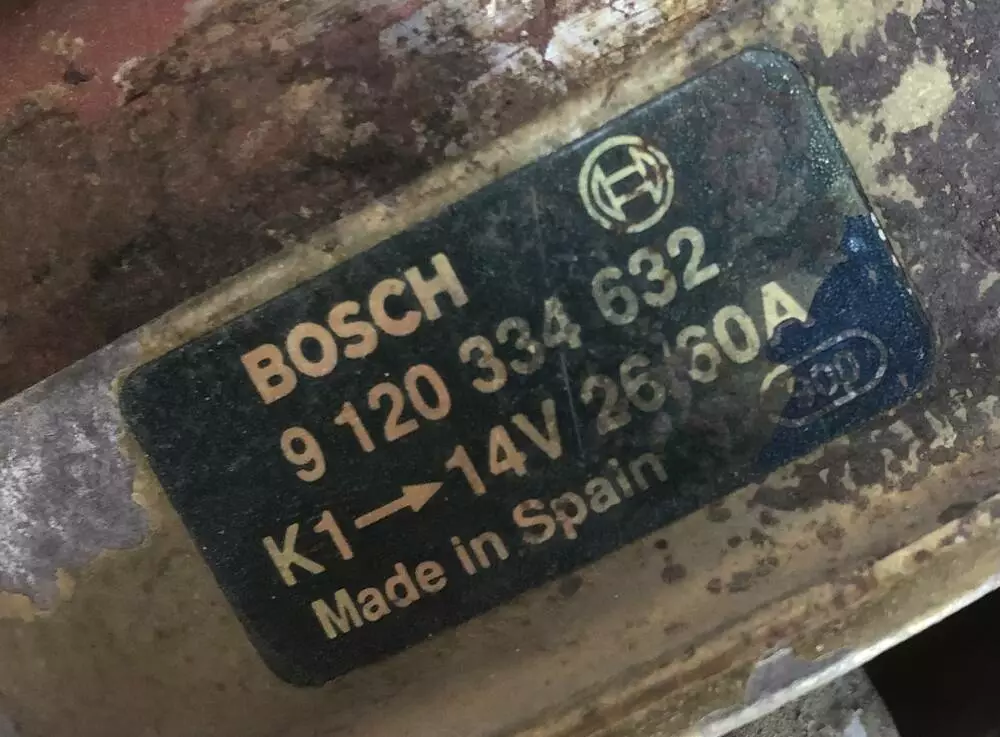 BOSCH
9 120 334 632
K1→14V 26/60A
Made in Spain